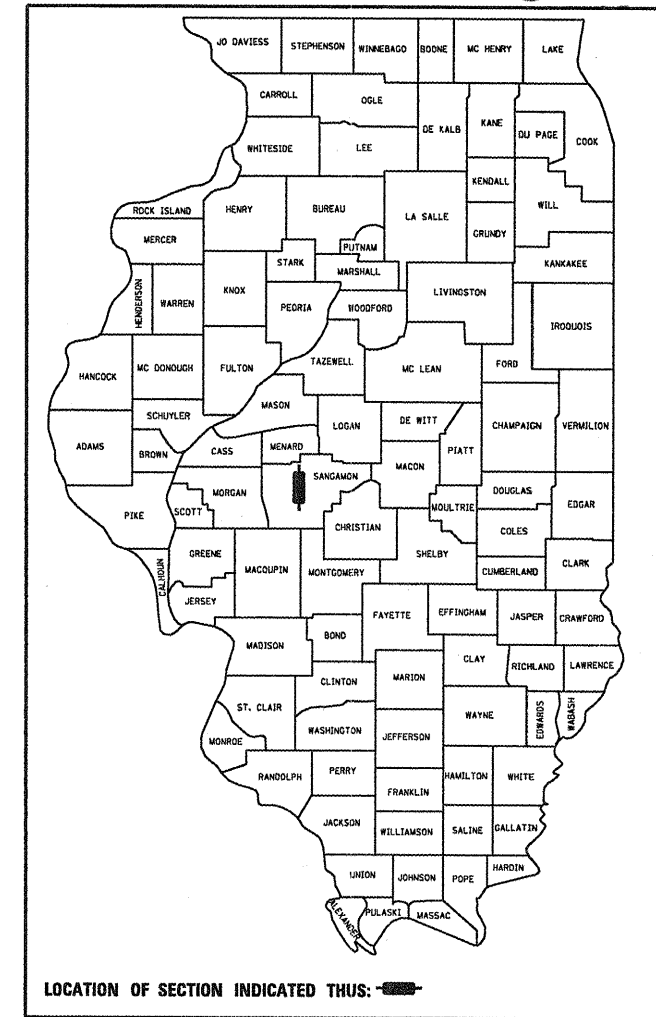 JO DAVIESS STEPHENSON WINNEBAGO BOONE MC HENRY LAKE
CARROLL OGLE DE KALB KANE DU PAGE COOK
WHITESIDE LEE
KENDALL WILL
ROCK ISLAND HENRY BUREAU LA SALLE GRUNDY
MERCER PUTNAM
STARK MARSHALL KANKAKEE
HENDERSON WARREN KNOX PEORIA WOODFORD LIVINGSTON IROQUOIS
HANCOCK MC DONOUGH FULTON TAZEWELL MC LEAN FORD
MASON
SCHUYLER LOGAN DE WITT CHAMPAIGN VERMILION
ADAMS BROWN CASS MENARD PIATT
MACON
SANGAMON
MORGAN DOUGLAS
PIKE SCOTT MOULTRIE EDGAR
CHRISTIAN COLES
GREENE SHELBY
CALHOUN MACOUPIN MONTGOMERY CUMBERLAND CLARK
JERSEY
FAYETTE EFFINGHAM JASPER CRAWFORD
MADISON BOND
CLAY RICHLAND LAWRENCE
CLINTON MARION
ST. CLAIR WAYNE EDWARDS WABASH
WASHINGTON JEFFERSON
MONROE
RANDOLPH PERRY HAMILTON WHITE
FRANKLIN
JACKSON WILLIAMSON SALINE GALLATIN
UNION JOHNSON POPE HARDIN
ALEXANDER PULASKI MASSAC
LOCATION OF SECTION INDICATED THUS: